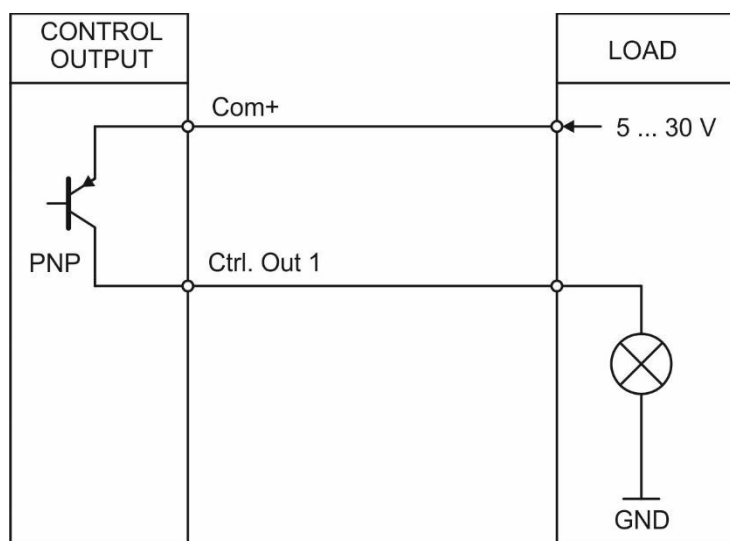 CONTROL
OUTPUT
LOAD
Com+
5 ... 30 V
PNP
Ctrl. Out 1
GND